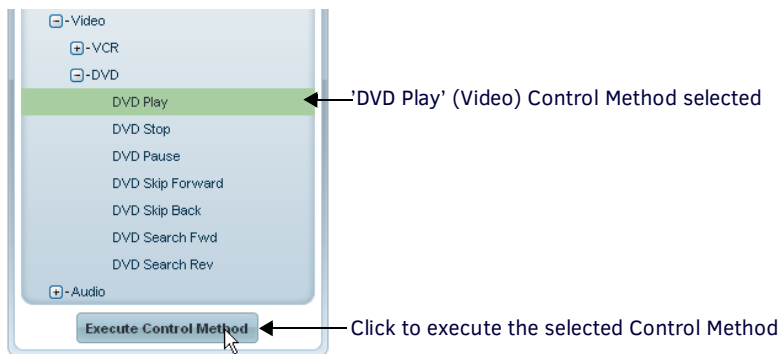 Video
VCR
DVD
DVD Play
’DVD Play’ (Video) Control Method selected
DVD Stop
DVD Pause
DVD Skip Forward
DVD Skip Back
DVD Search Fwd
DVD Search Rev
Audio
Execute Control Method
Click to execute the selected Control Method